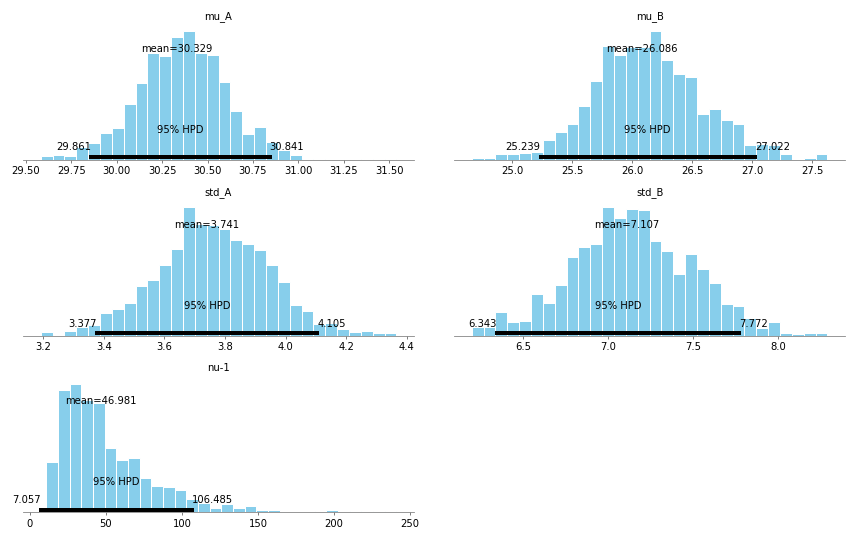 mu_A
mean=30.329
95% HPD
29.861 30.841
29.50 29.75 30.00 30.25 30.50 30.75 31.00 31.25 31.50
mu_B
mean=26.086
95% HPD
25.239 27.022
25.0 25.5 26.0 26.5 27.0 27.5
std_A
mean=3.741
95% HPD
3.377 4.105
3.2 3.4 3.6 3.8 4.0 4.2 4.4
std_B
mean=7.107
95% HPD
6.343 7.772
6.5 7.0 7.5 8.0
nu-1
mean=46.981
95% HPD
7.057 106.485
0 50 100 150 200 250